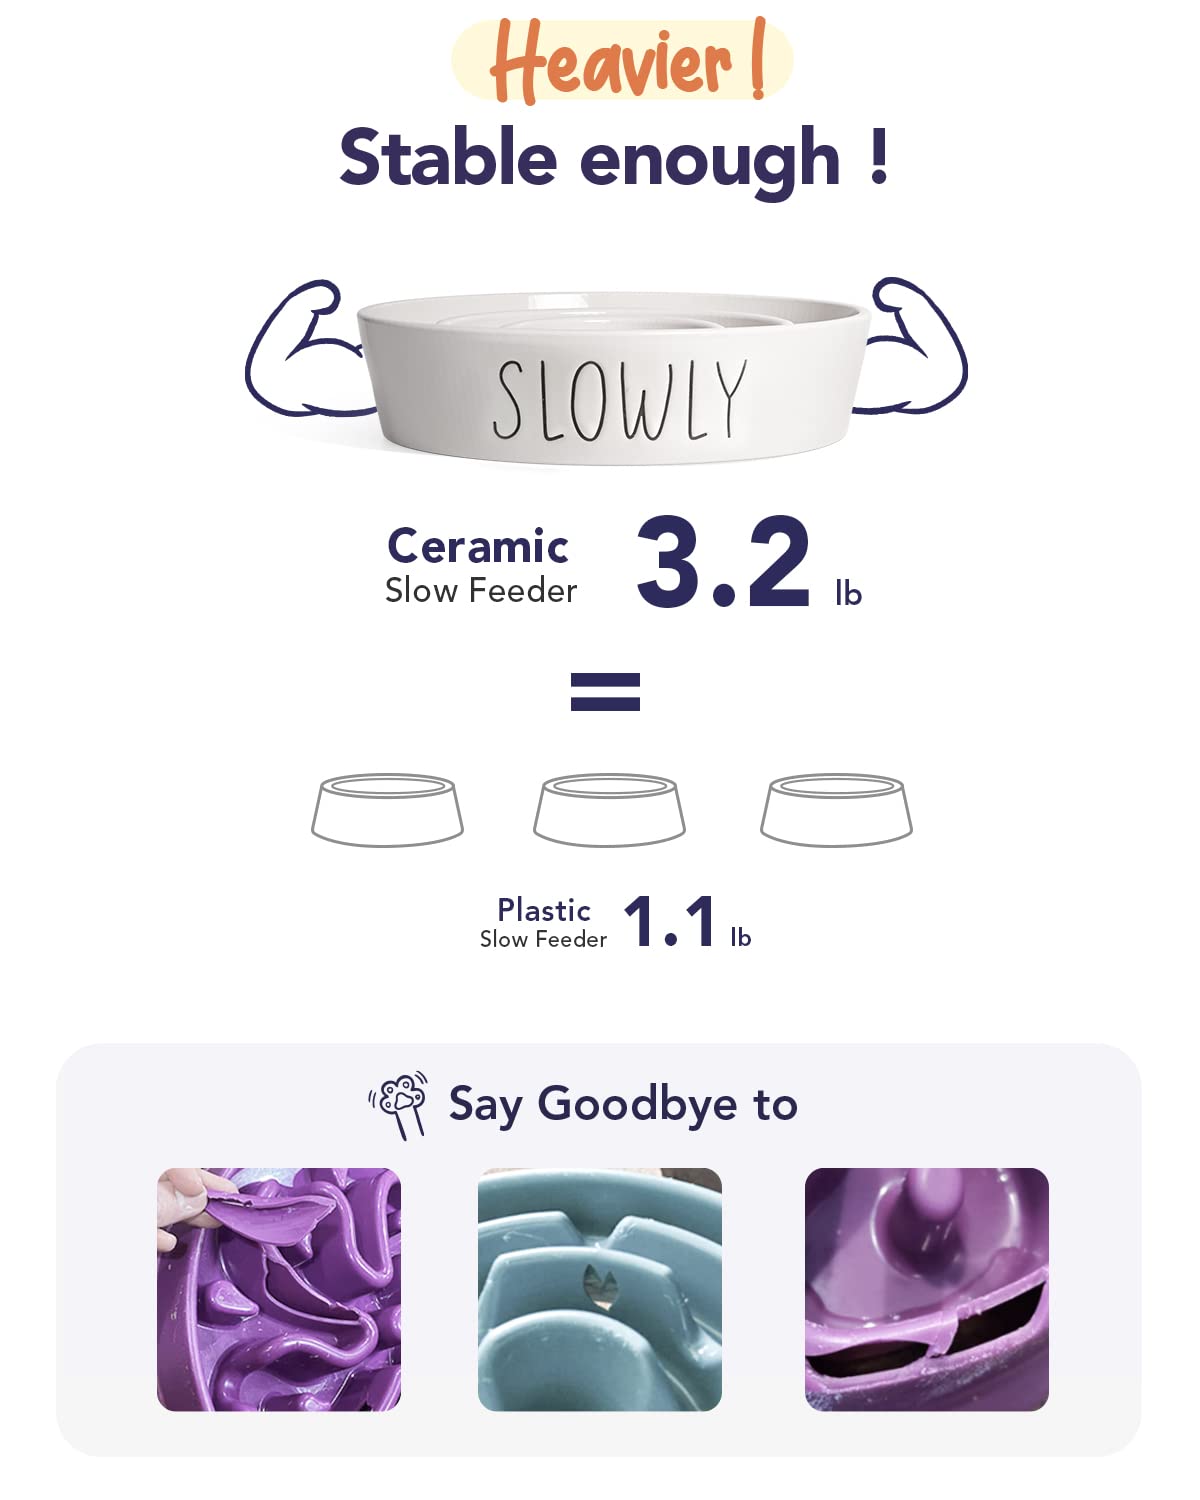 Heavier!
Stable enough !
SLOWLY
Ceramic
Slow Feeder
3.2 lb
=
Plastic
Slow Feeder
1.1 lb
Say Goodbye to